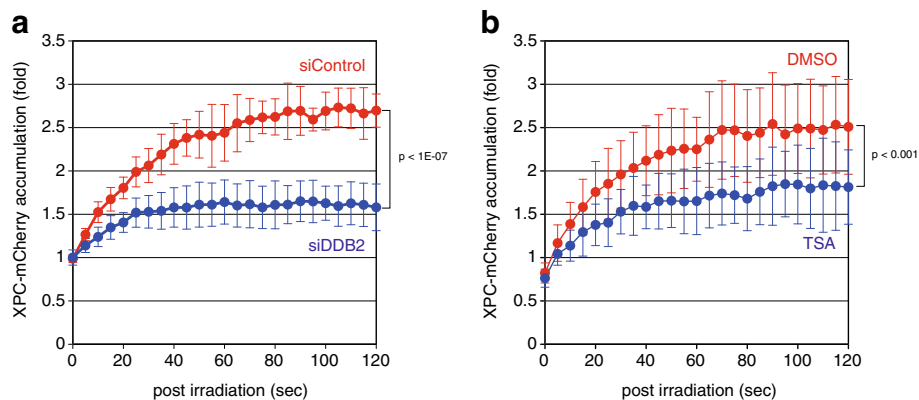 a
XPC-mCherry accumulation (fold)
3.5
3
2.5
2
1.5
1
0.5
0
siControl
siDDB2
p < 1E-07
0 20 40 60 80 100 120
post irradiation (sec)
b
XPC-mCherry accumulation (fold)
3.5
3
2.5
2
1.5
1
0.5
0
DMSO
TSA
p < 0.001
0 20 40 60 80 100 120
post irradiation (sec)